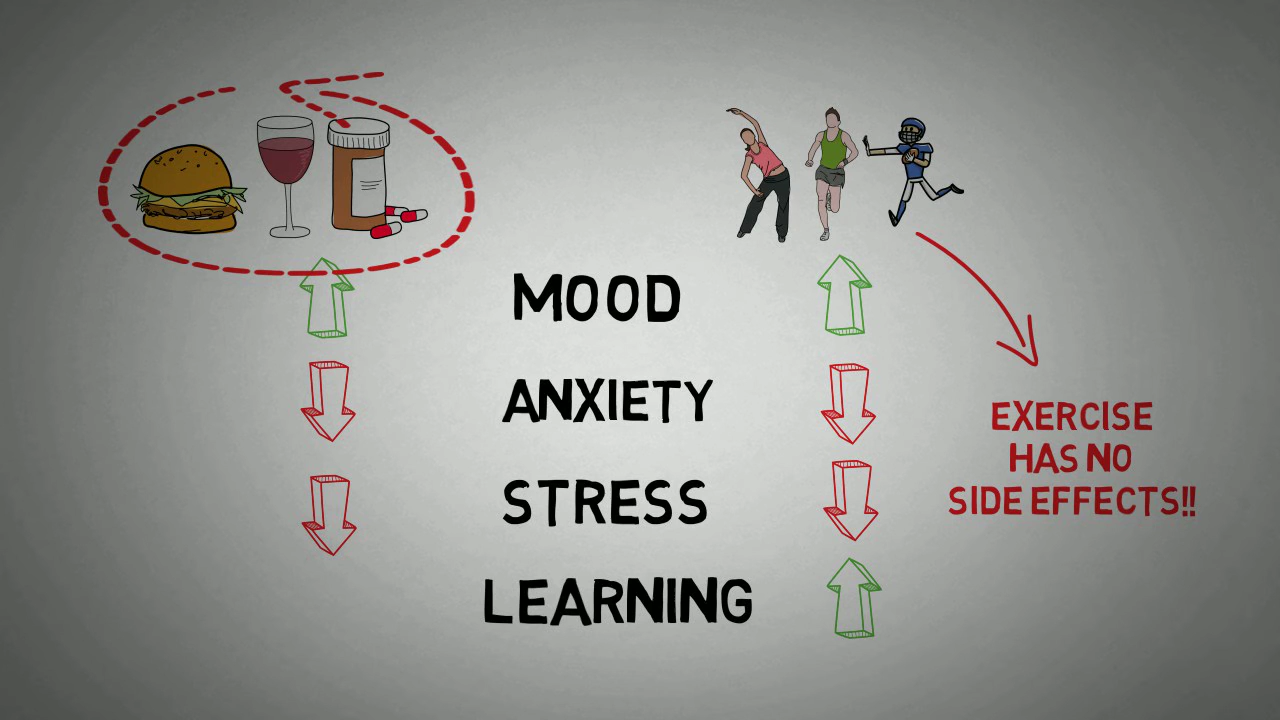 MOOD
ANXIETY
STRESS
LEARNING
EXERCISE
HAS NO
SIDE EFFECTS!!